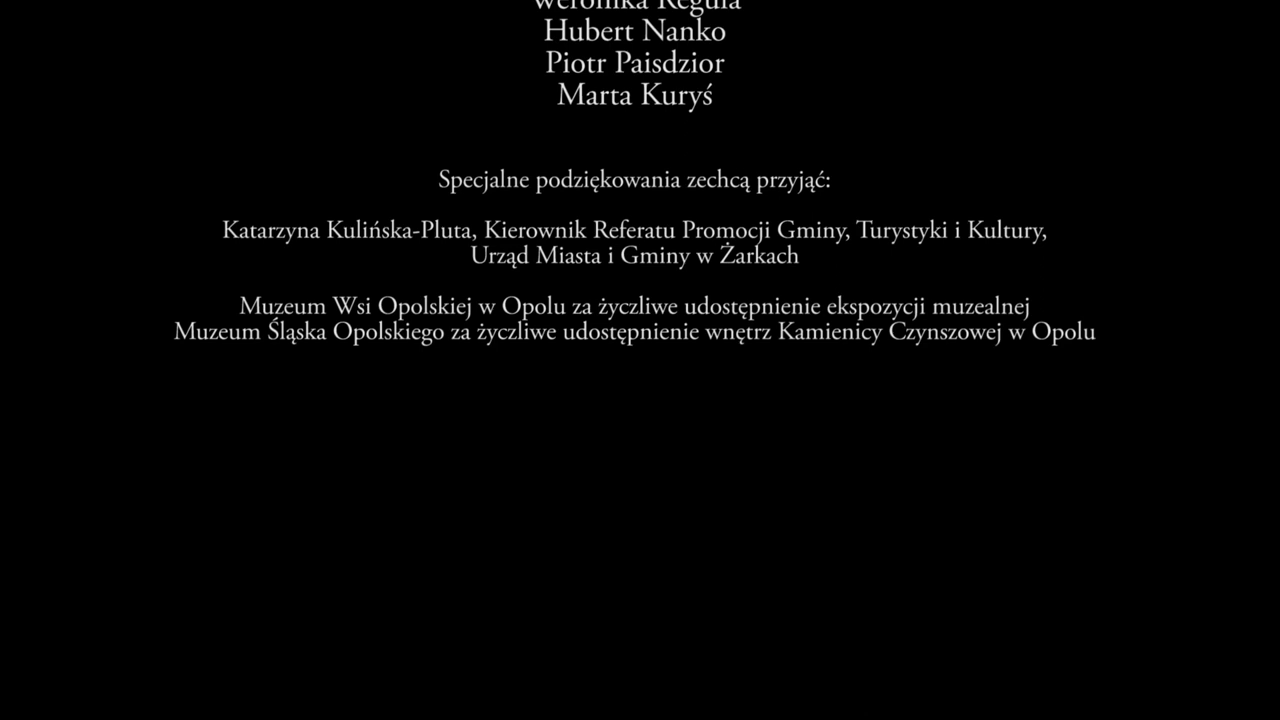 Weronika Reguła
Hubert Nanko
Piotr Paisdzior
Marta Kuryś
Specjalne podziękowania zechcą przyjąć:
Katarzyna Kulińska-Pluta, Kierownik Referatu Promocji Gminy, Turystyki i Kultury,
Urząd Miasta i Gminy w Żarkach
Muzeum Wsi Opolskiej w Opolu za życzliwe udostępnienie ekspozycji muzealnej
Muzeum Śląska Opolskiego za życzliwe udostępnienie wnętrz Kamienicy Czynszowej w Opolu